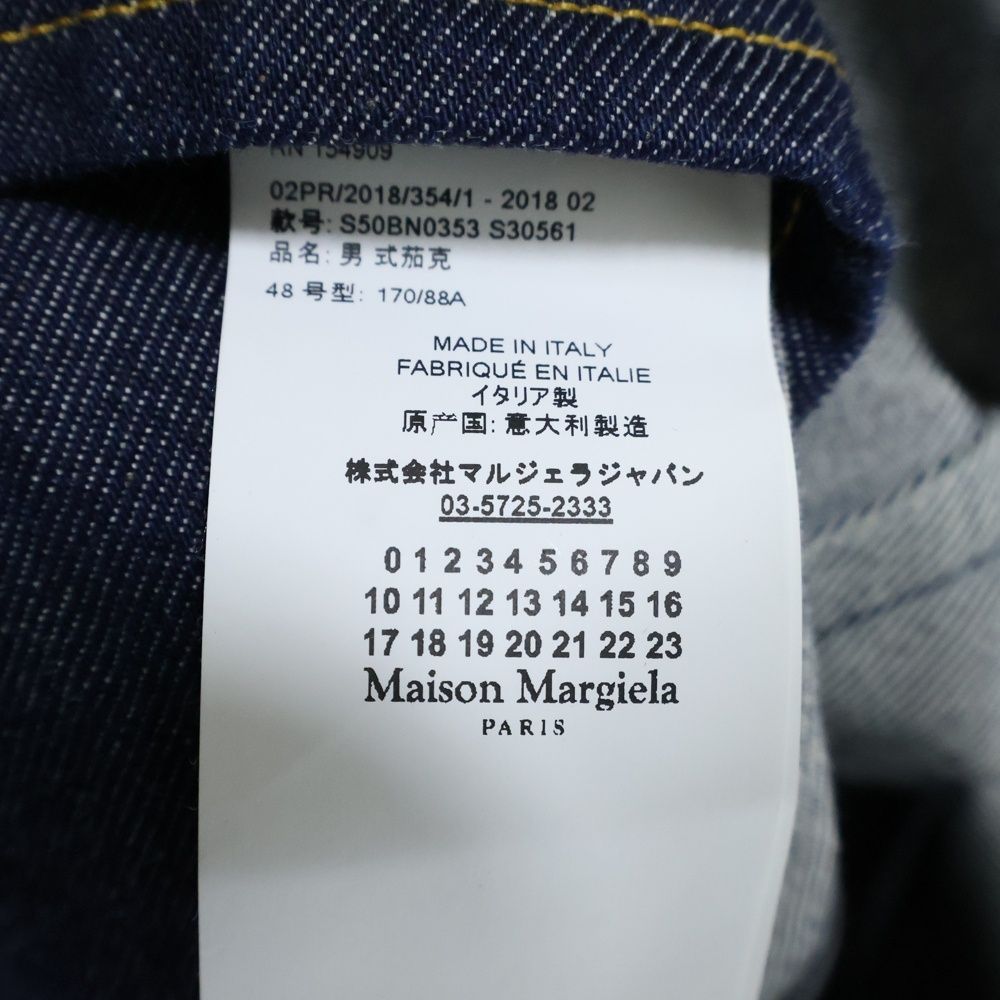 RN 154909
02PR/2018/354/1 - 2018 02
款号: S50BN0353 S30561
品名: 男 式茄克
48 号型: 170/88A
MADE IN ITALY
FABRIQUÉ EN ITALIE
イタリア製
原产国: 意大利製造
株式会社マルジェラジャパン
03-5725-2333
0 1 2 3 4 5 6 7 8 9
10 11 12 13 14 15 16
17 18 19 20 21 22 23
Maison Margiela
PARIS